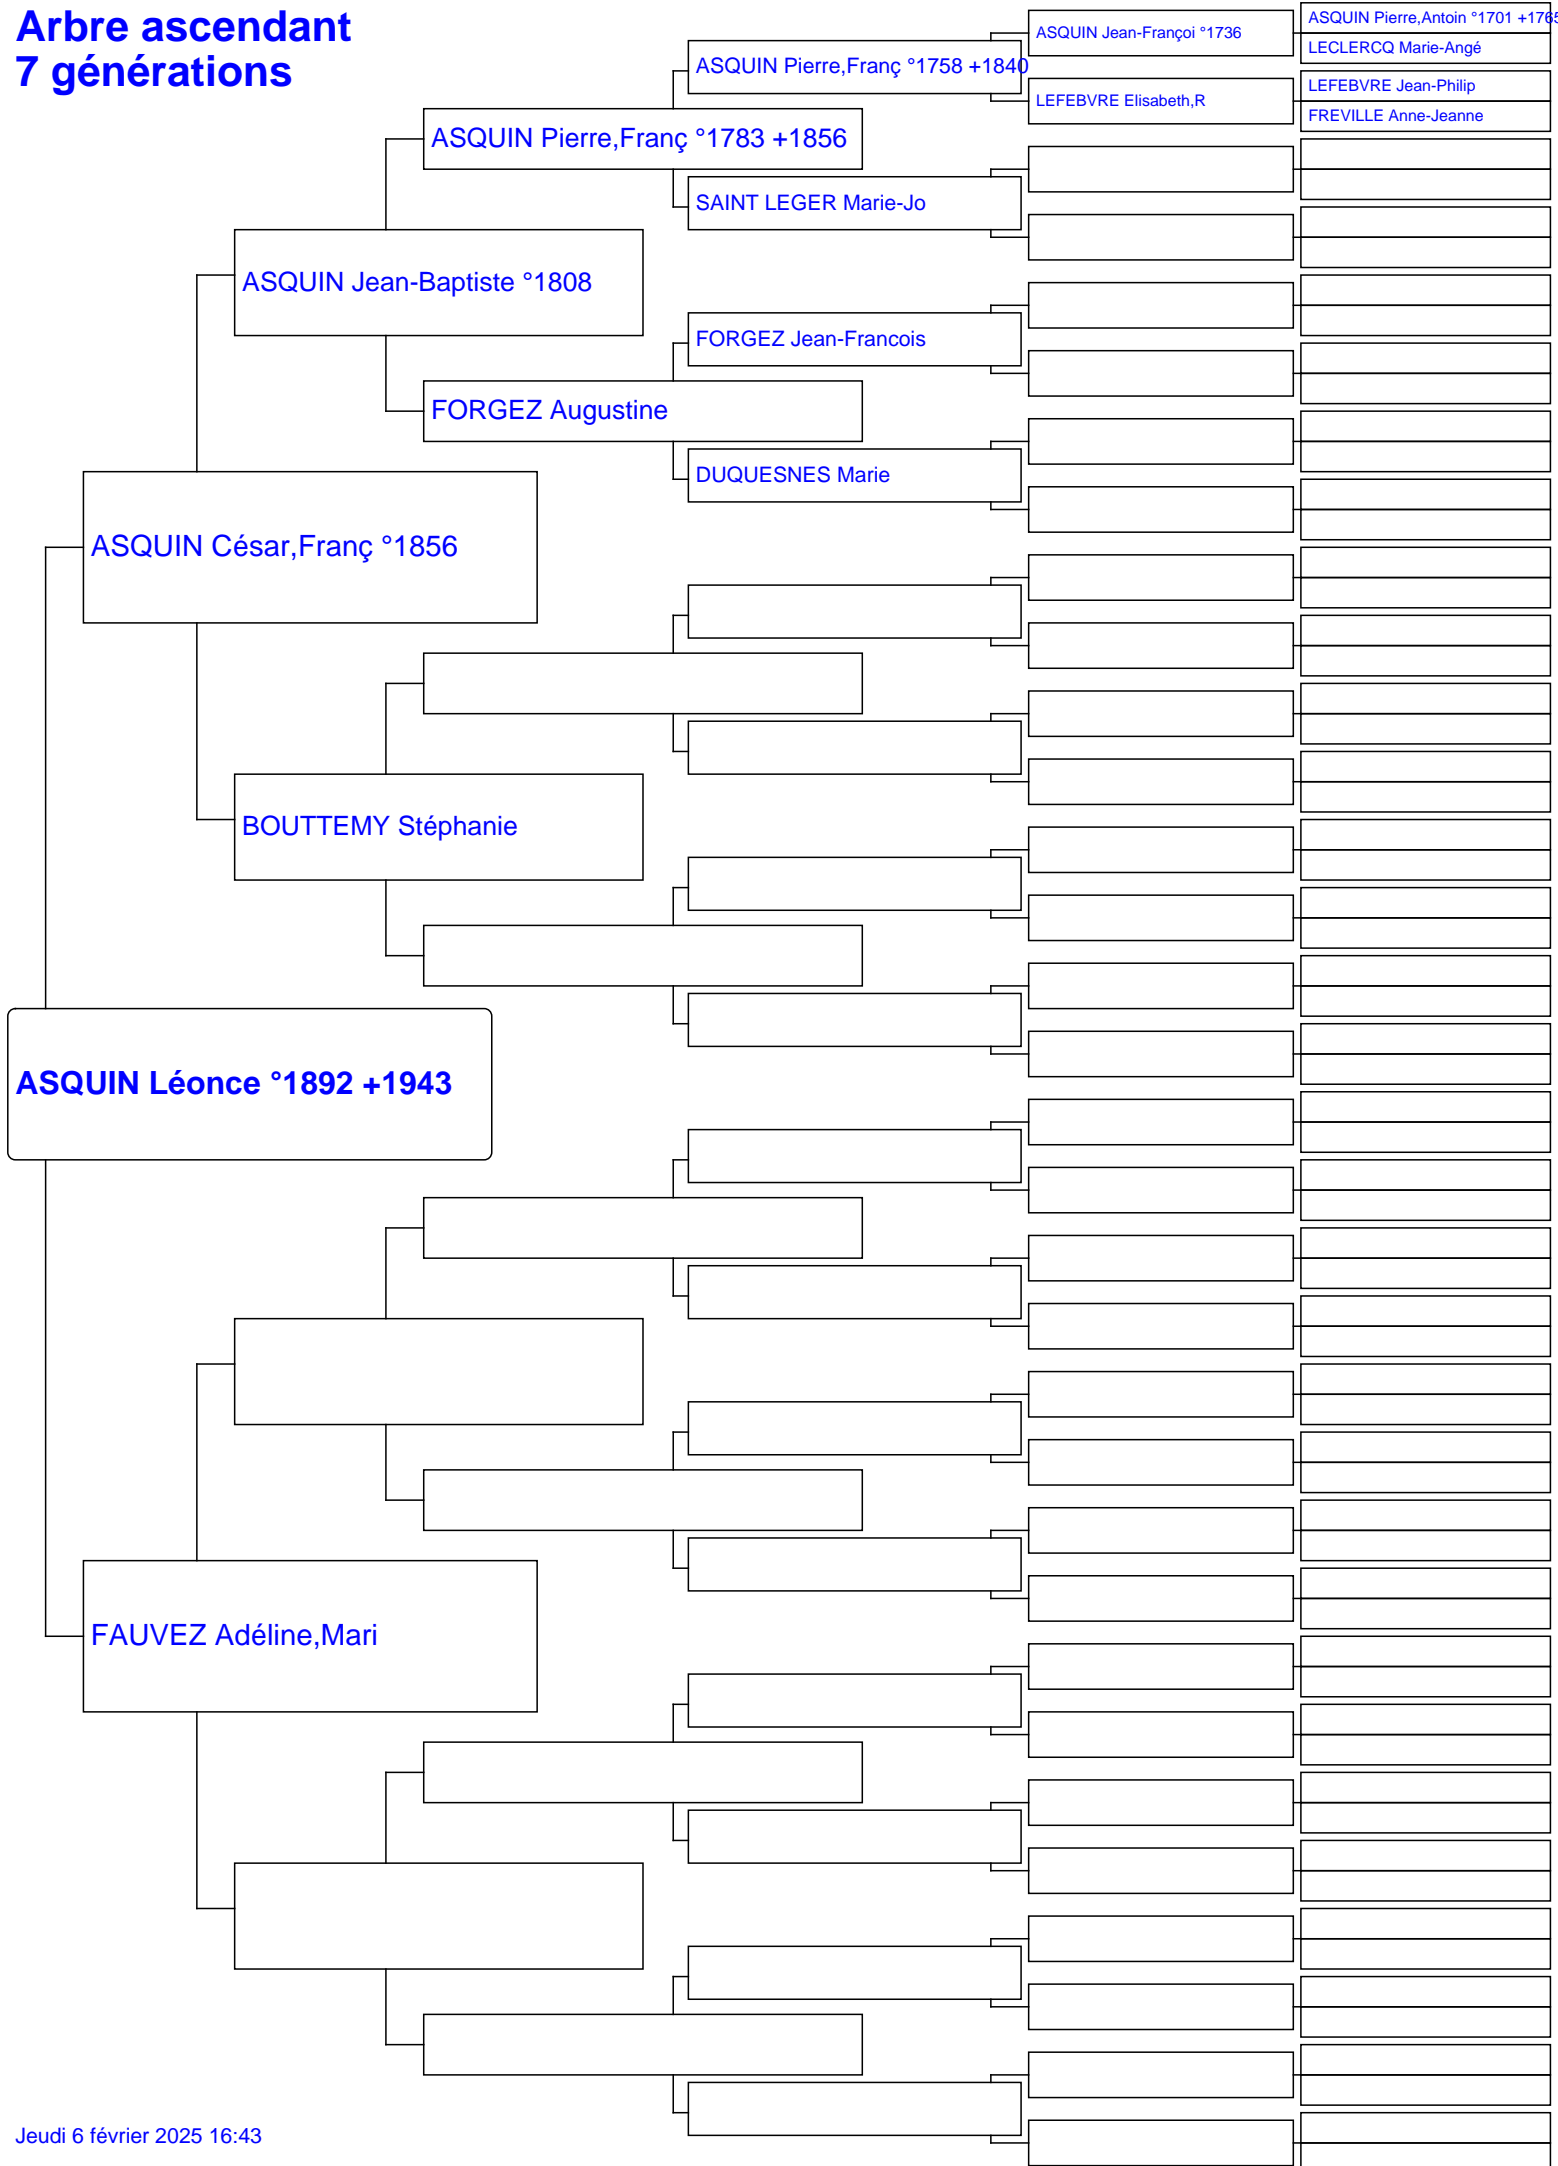 Arbre ascendant
7 générations
ASQUIN Pierre,Antoin °1701 +1765
ASQUIN Jean-Françoi °1736
LECLERCQ Marie-Angé
ASQUIN Pierre,Franç °1758 +1840
LEFEBVRE Jean-Philip
LEFEBVRE Elisabeth,R
FREVILLE Anne-Jeanne
ASQUIN Pierre,Franç °1783 +1856
SAINT LEGER Marie-Jo
ASQUIN Jean-Baptiste °1808
FORGEZ Jean-Francois
FORGEZ Augustine
DUQUESNES Marie
ASQUIN César,Franç °1856
BOUTTEMY Stéphanie
ASQUIN Léonce °1892 +1943
FAUVEZ Adéline,Mari
Jeudi 6 février 2025 16:43